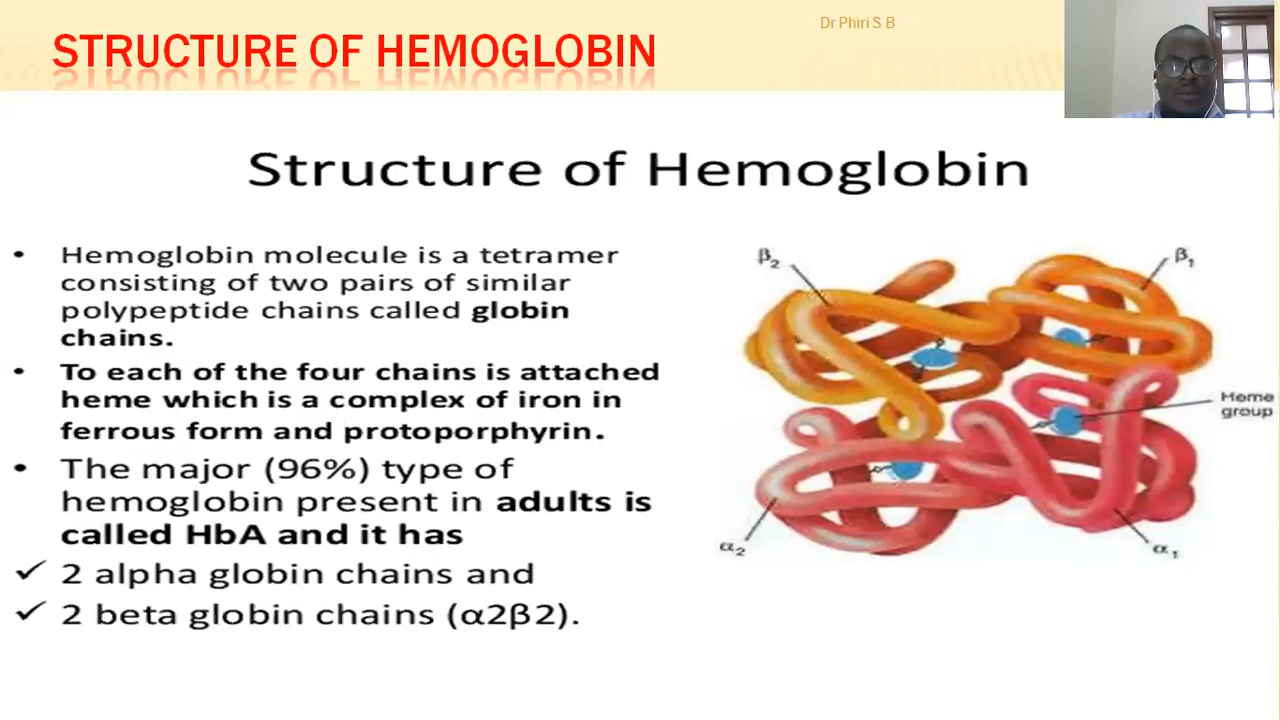 Dr Phiri S B
STRUCTURE OF HEMOGLOBIN
Structure of Hemoglobin
• Hemoglobin molecule is a tetramer
consisting of two pairs of similar
polypeptide chains called globin
chains.
• To each of the four chains is attached
heme which is a complex of iron in
ferrous form and protoporphyrin.
• The major (96%) type of
hemoglobin present in adults is
called HbA and it has
✓ 2 alpha globin chains and
✓ 2 beta globin chains (α2β2).
β₂
β₁
Heme
group
α₂
α₁